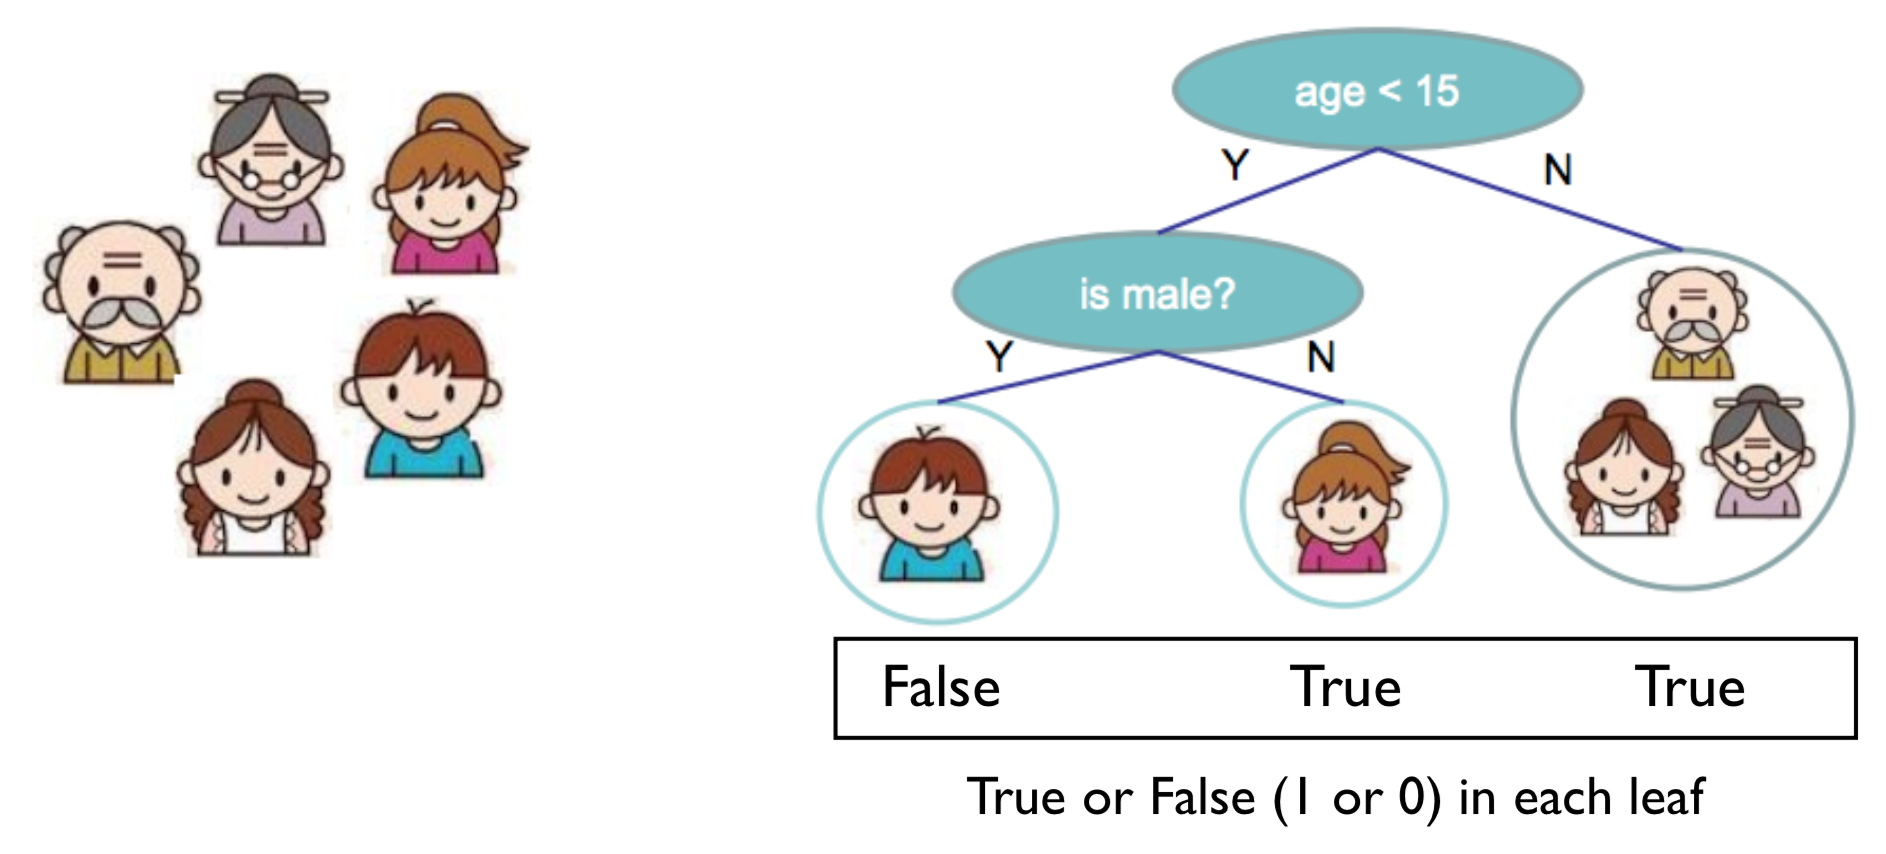 age < 15
Y
N
is male?
Y
N
False
True
True
True or False (1 or 0) in each leaf